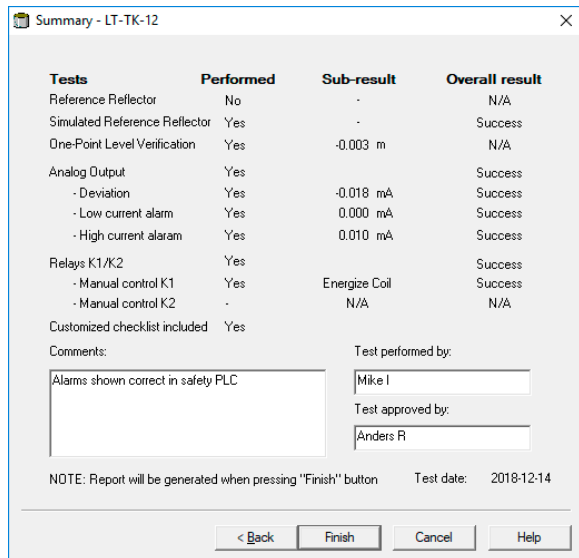 Summary - LT-TK-12
Tests Performed Sub-result Overall result
Reference Reflector No - N/A
Simulated Reference Reflector Yes - Success
One-Point Level Verification Yes -0.003 m N/A
Analog Output Yes Success
- Deviation Yes -0.018 mA Success
- Low current alarm Yes 0.000 mA Success
- High current alaram Yes 0.010 mA Success
Relays K1/K2 Yes Success
- Manual control K1 Yes Energize Coil Success
- Manual control K2 - N/A N/A
Customized checklist included Yes
Comments: Test performed by:
Alarms shown correct in safety PLC Mike I
Test approved by:
Anders R
NOTE: Report will be generated when pressing "Finish" button Test date: 2018-12-14
< Back Finish Cancel Help